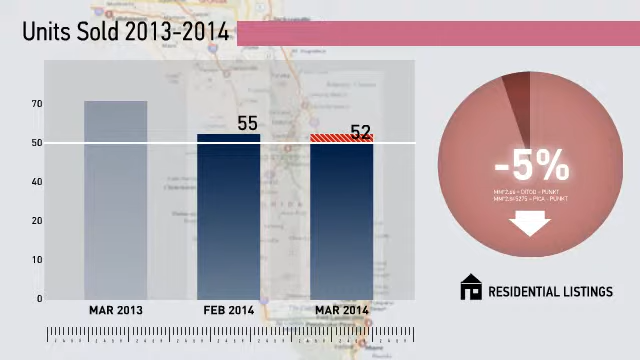 Units Sold 2013-2014
70
50
40
20
10
0
55
52
MAR 2013
FEB 2014
MAR 2014
-5%
RESIDENTIAL LISTINGS